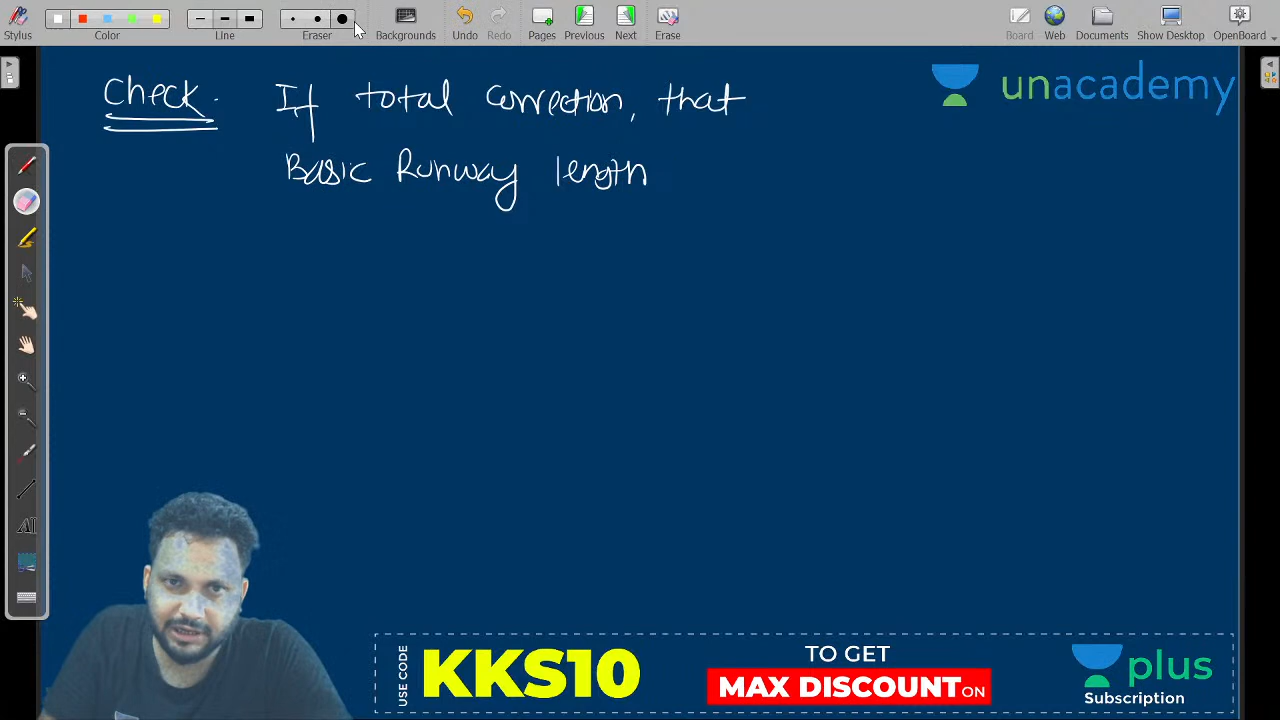 Stylus
Color
Line
Eraser
Backgrounds
Undo
Redo
Pages
Previous
Next
Erase
Board
Web
Documents
Show Desktop
OpenBoard
Check. If total correction, that
Basic Runway length
unacademy
USE CODE
KKS10
TO GET
MAX DISCOUNT ON
plus
Subscription